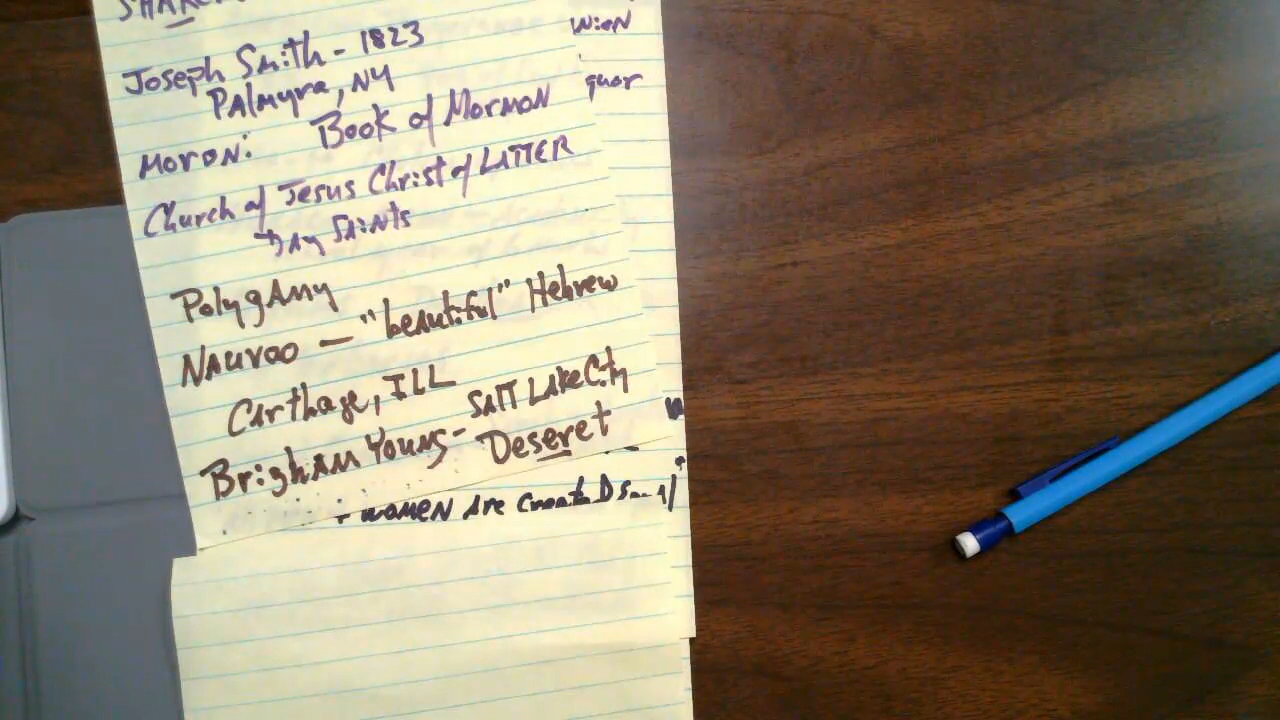 Joseph Smith - 1823
Palmyra, NY
Moroni: Book of Mormon
Church of Jesus Christ of LATTER
Day Saints
Polygamy
Nauvoo — "beautiful" Hebrew
Carthage, ILL
Brigham Young - Salt Lake City
Deseret
women Are Created